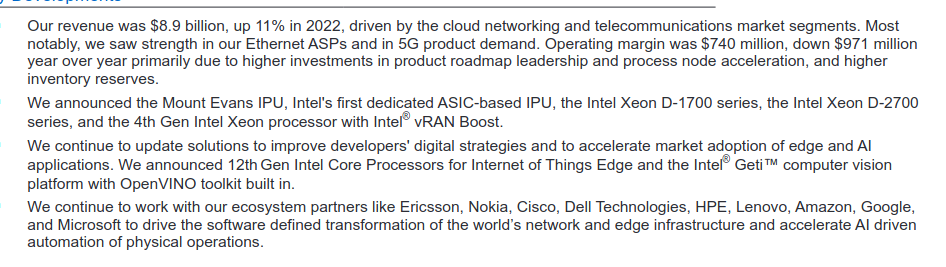 Our revenue was $8.9 billion, up 11% in 2022, driven by the cloud networking and telecommunications market segments. Most
notably, we saw strength in our Ethernet ASPs and in 5G product demand. Operating margin was $740 million, down $971 million
year over year primarily due to higher investments in product roadmap leadership and process node acceleration, and higher
inventory reserves.
We announced the Mount Evans IPU, Intel's first dedicated ASIC-based IPU, the Intel Xeon D-1700 series, the Intel Xeon D-2700
series, and the 4th Gen Intel Xeon processor with Intel® vRAN Boost.
We continue to update solutions to improve developers' digital strategies and to accelerate market adoption of edge and AI
applications. We announced 12th Gen Intel Core Processors for Internet of Things Edge and the Intel® Geti™ computer vision
platform with OpenVINO toolkit built in.
We continue to work with our ecosystem partners like Ericsson, Nokia, Cisco, Dell Technologies, HPE, Lenovo, Amazon, Google,
and Microsoft to drive the software defined transformation of the world's network and edge infrastructure and accelerate AI driven
automation of physical operations.